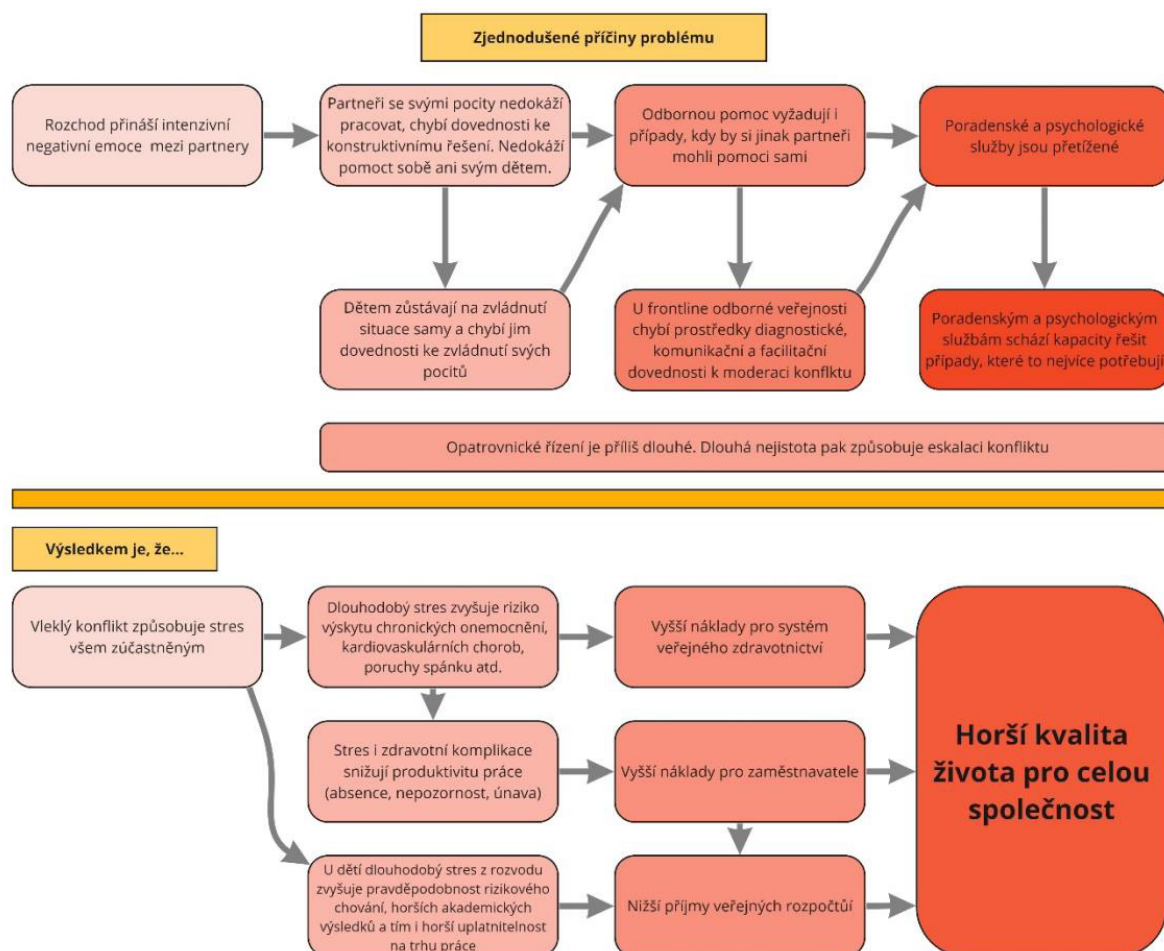 Zjednodušené příčiny problému
Rozchod přináší intenzivní
negativní emoce mezi partnery
Partneři se svými pocity nedokáží
pracovat, chybí dovednosti ke
konstruktivnímu řešení. Nedokáží
pomoct sobě ani svým dětem.
Odbornou pomoc vyžadují i
případy, kdy by si jinak partneři
mohli pomoci sami
Poradenské a psychologické
služby jsou přetížené
Dětem zůstávají na zvládnutí
situace samy a chybí jim
dovednosti ke zvládnutí svých
pocitů
U frontline odborné veřejnosti
chybí prostředky diagnostické,
komunikační a facilitační
dovednosti k moderaci konflktu
Poradenským a psychologickým
službám schází kapacity řešit
případy, které to nejvíce potřebují
Opatrovnické řízení je příliš dlouhé. Dlouhá nejistota pak způsobuje eskalaci konfliktu
Výsledkem je, že...
Vleklý konflikt způsobuje stres
všem zúčastněným
Dlouhodobý stres zvyšuje riziko
výskytu chronických onemocnění,
kardiovaskulárních chorob,
poruchy spánku atd.
Vyšší náklady pro systém
veřejného zdravotnictví
Stres i zdravotní komplikace
snižují produktivitu práce
(absence, nepozornost, únava)
Vyšší náklady pro zaměstnavatele
Horší kvalita
života pro celou
společnost
U dětí dlouhodobý stres z rozvodu
zvyšuje pravděpodobnost rizikového
chování, horších akademických
výsledků a tím i horší uplatnitelnost
na trhu práce
Nižší příjmy veřejných rozpočtůí